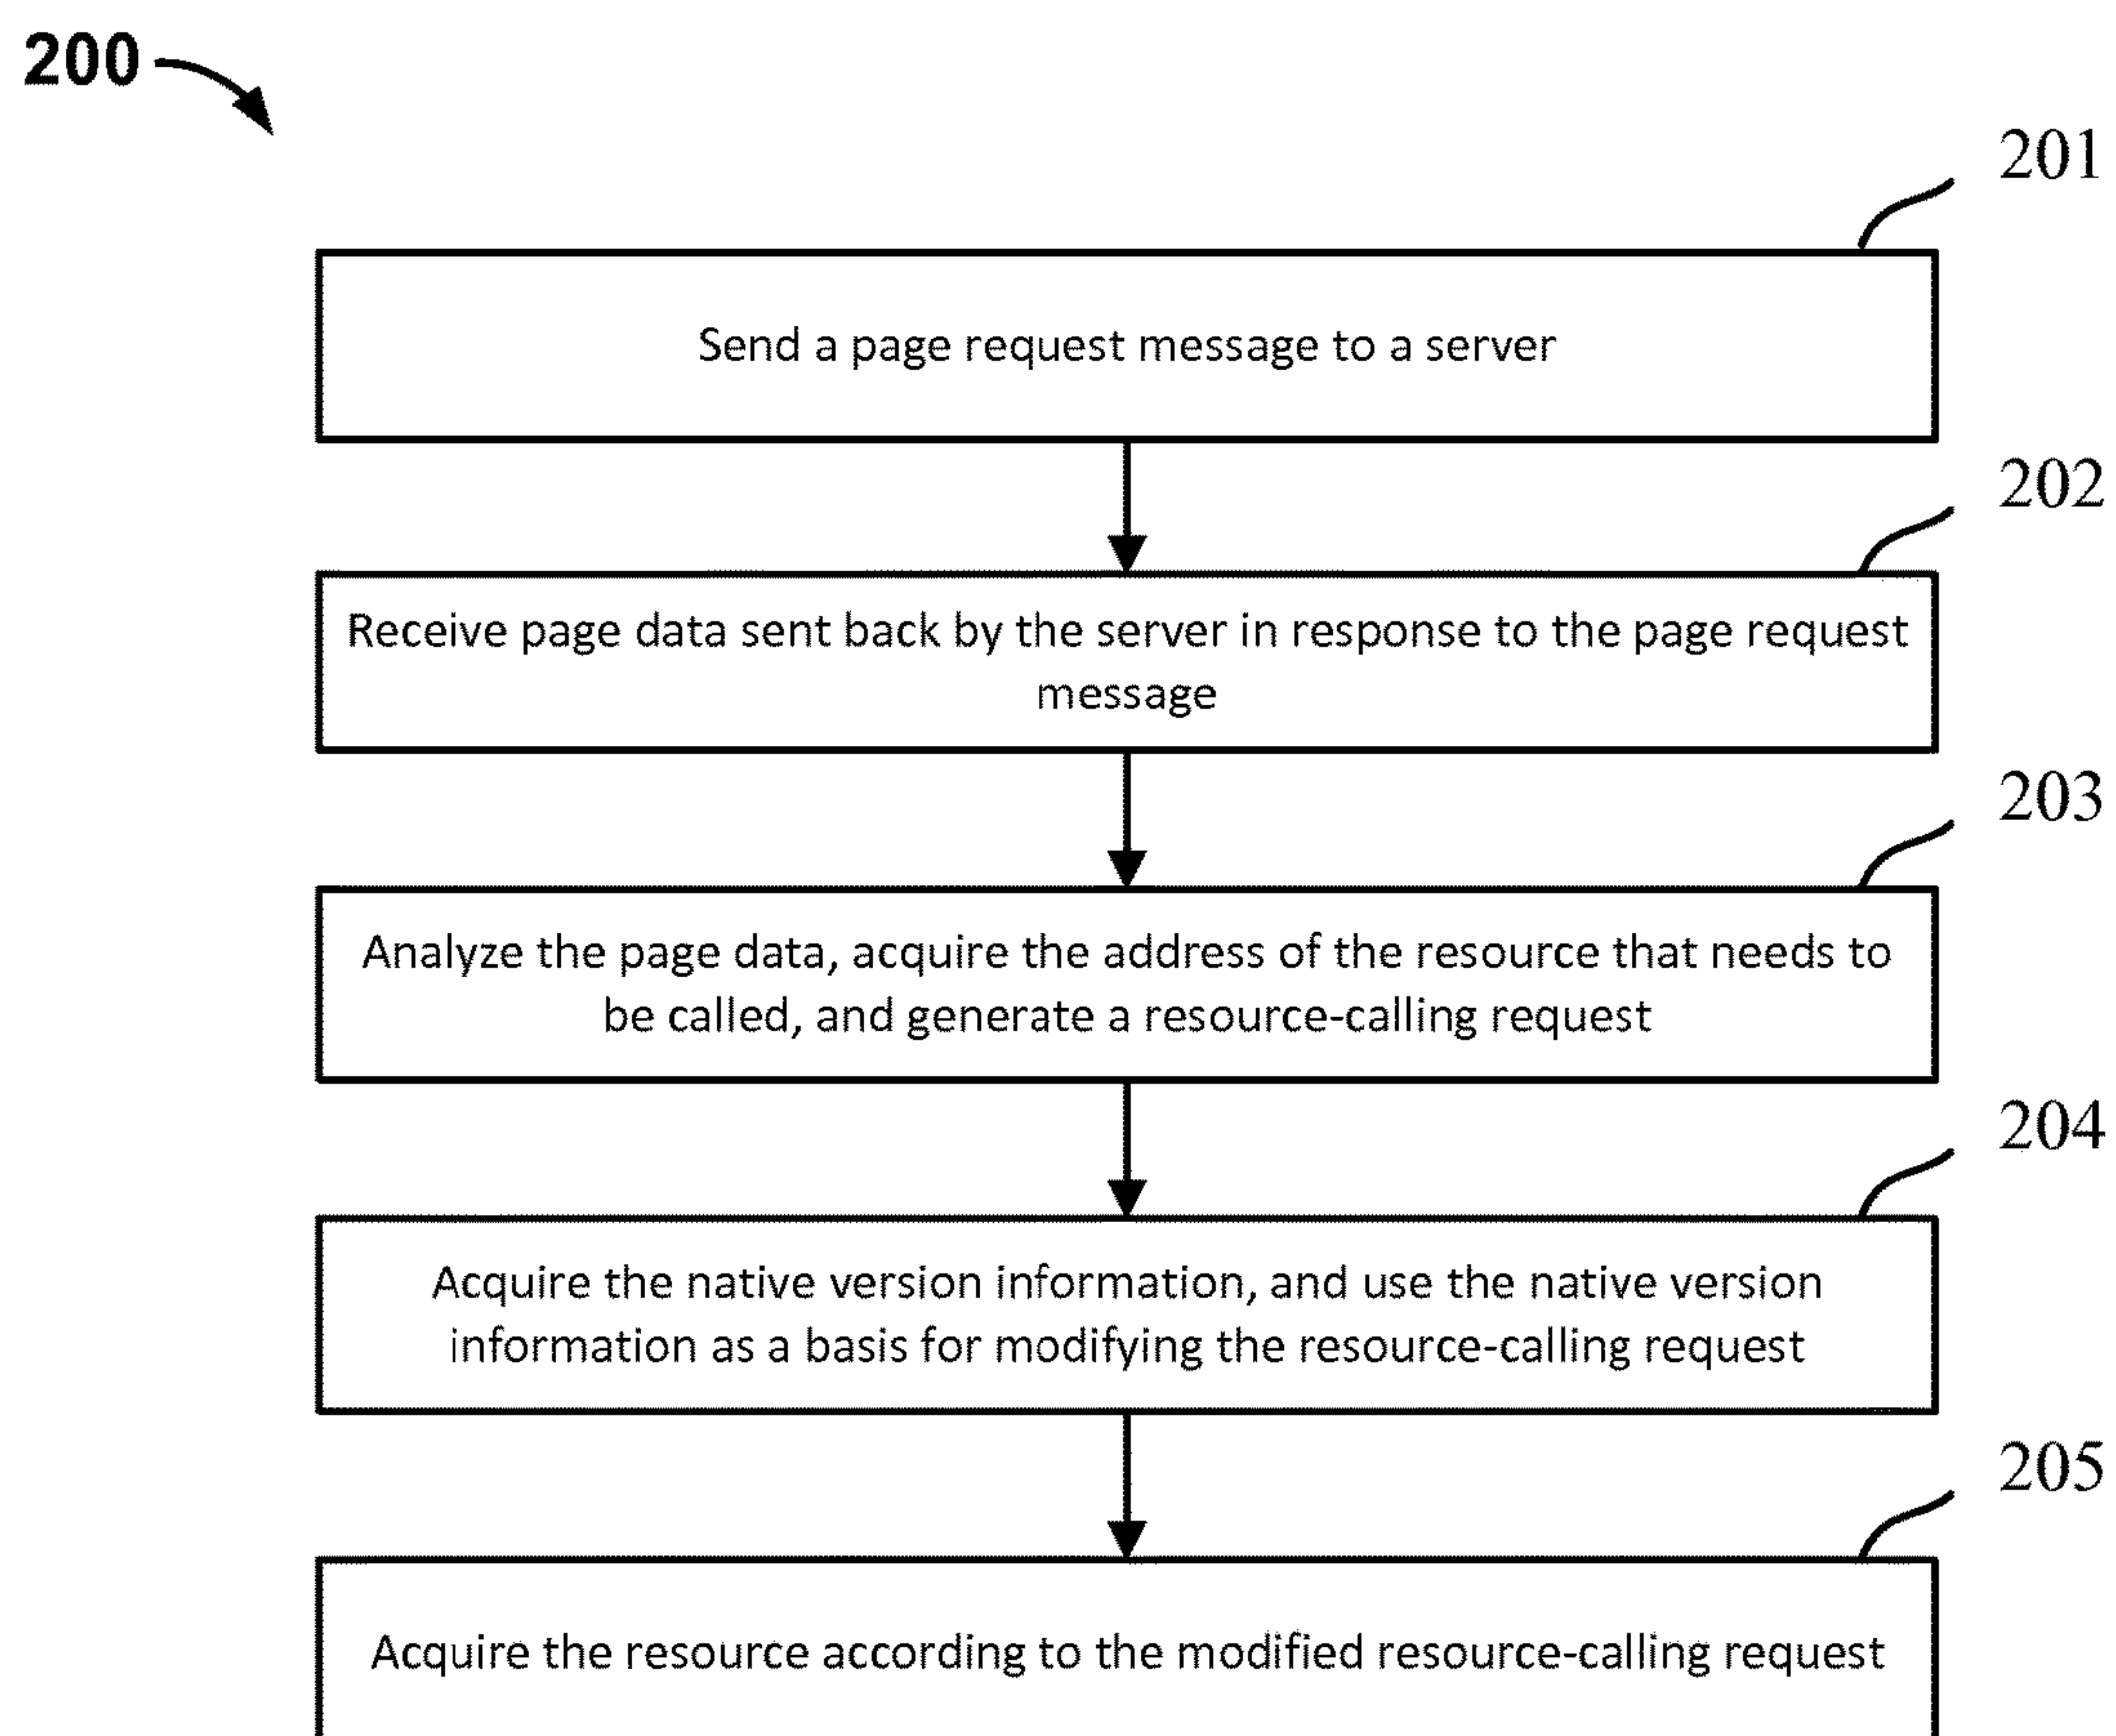 200
201
Send a page request message to a server
202
Receive page data sent back by the server in response to the page request
message
203
Analyze the page data, acquire the address of the resource that needs to
be called, and generate a resource-calling request
204
Acquire the native version information, and use the native version
information as a basis for modifying the resource-calling request
205
Acquire the resource according to the modified resource-calling request